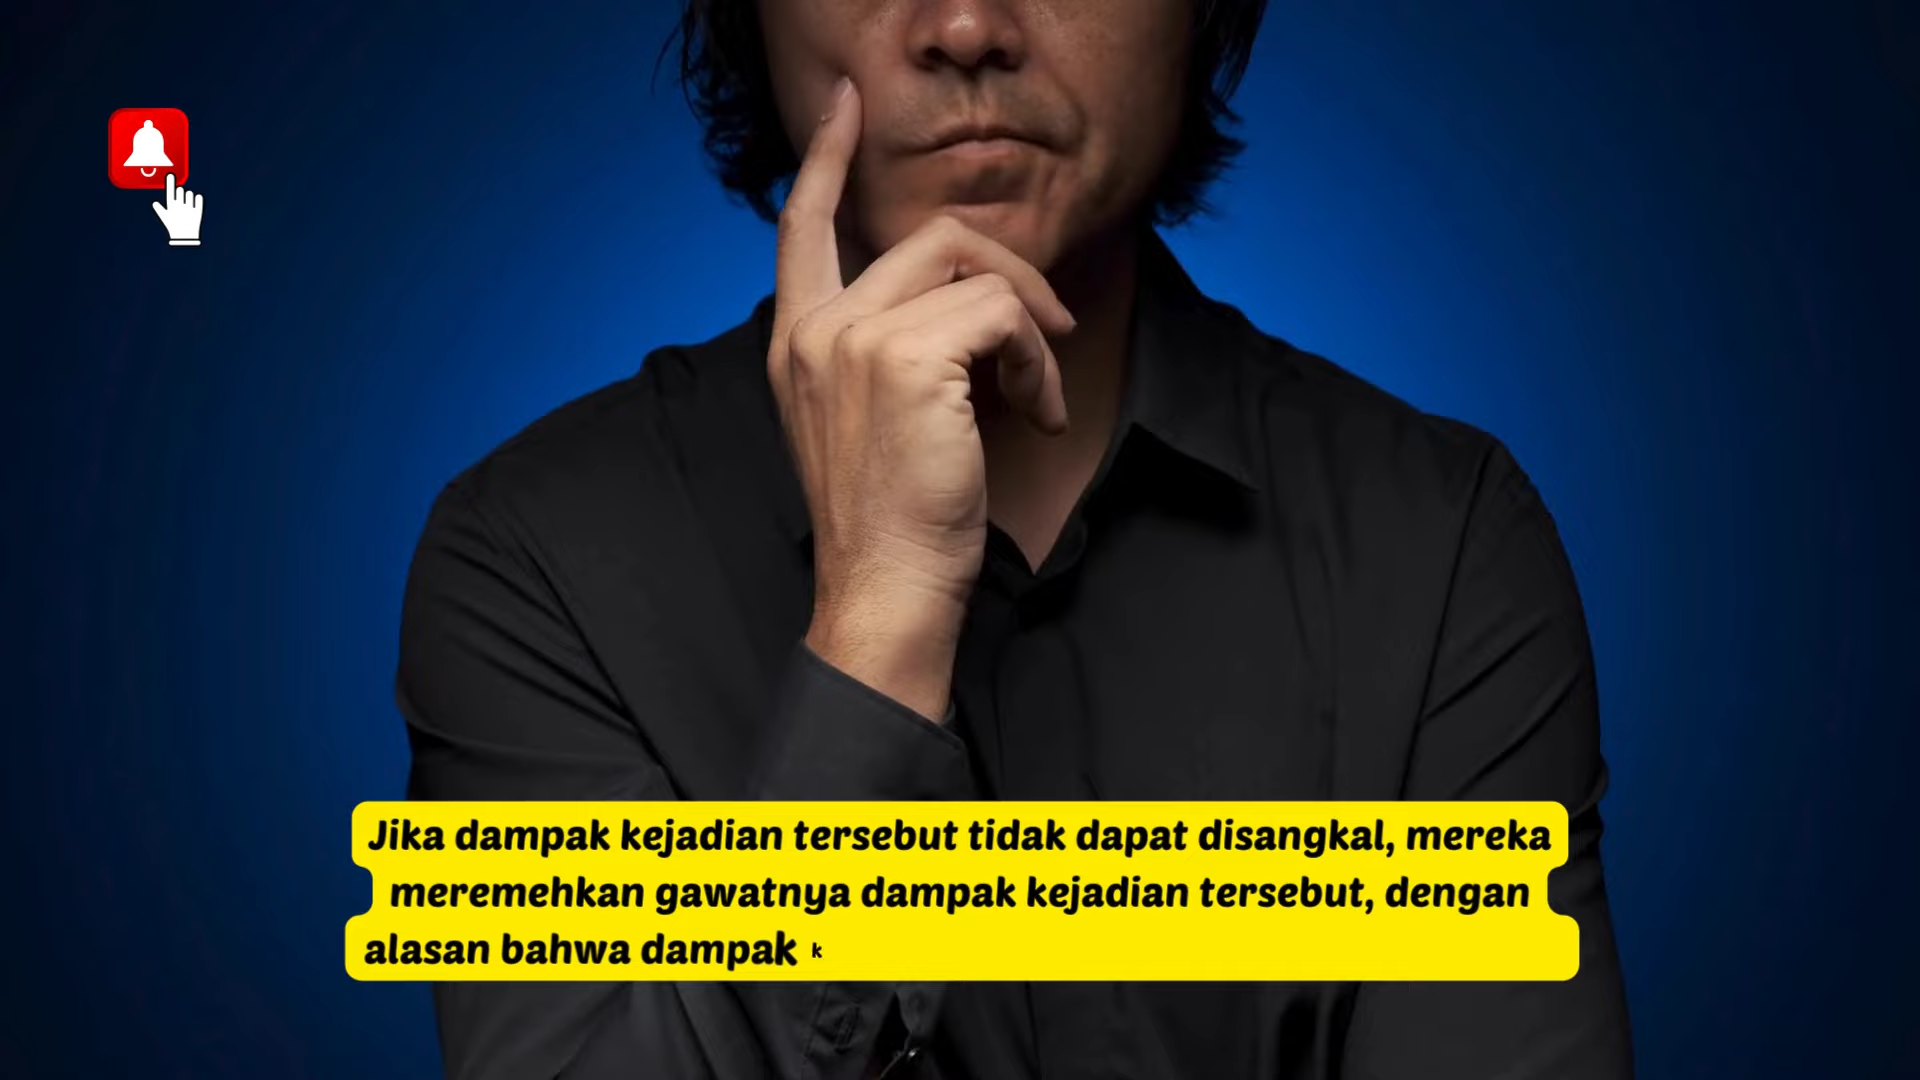 Jika dampak kejadian tersebut tidak dapat disangkal, mereka
meremehkan gawatnya dampak kejadian tersebut, dengan
alasan bahwa dampak k